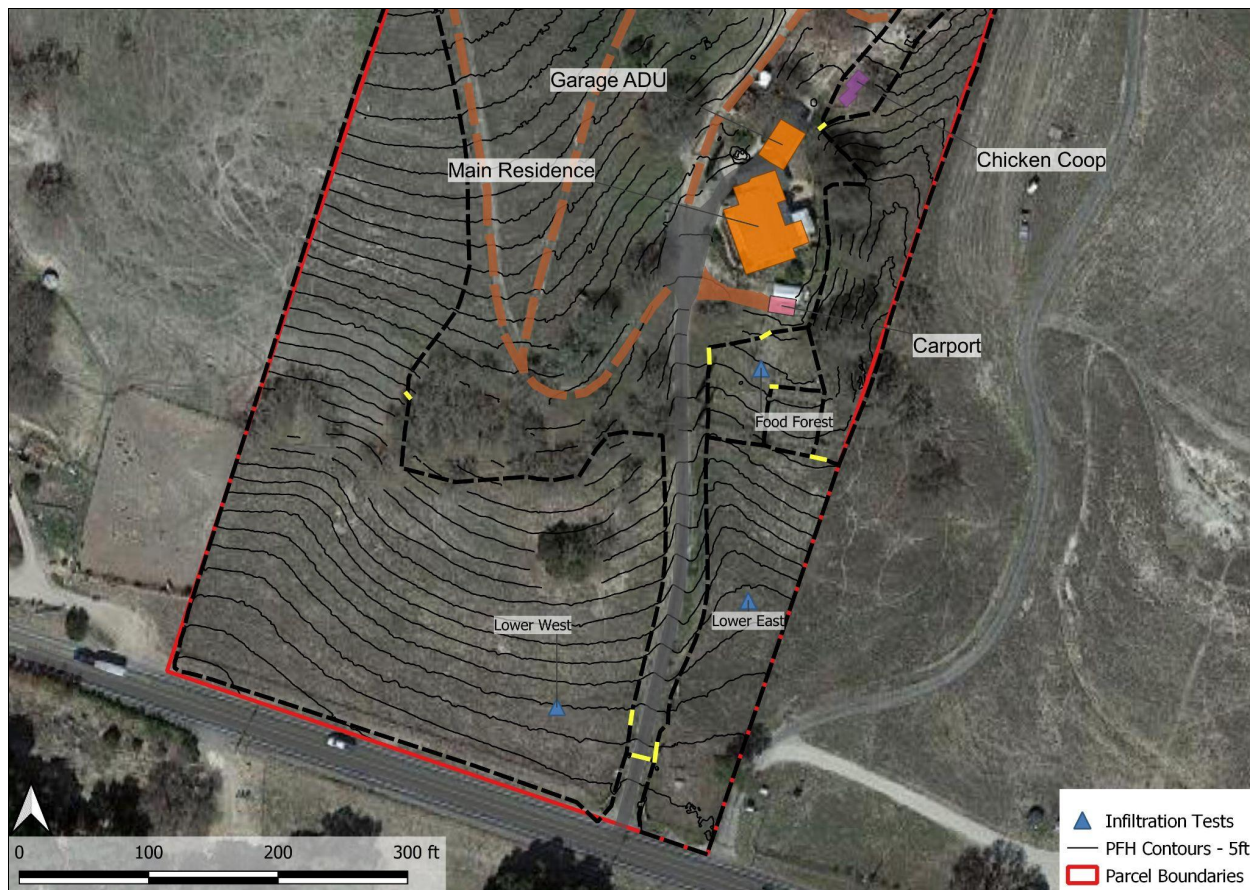 Garage ADU
Main Residence
Chicken Coop
Carport
Food Forest
Lower West
Lower East
0 100 200 300 ft
Infiltration Tests
PFH Contours - 5ft
Parcel Boundaries